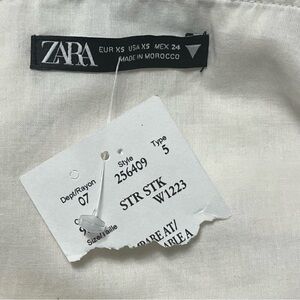 ZARA
EUR XS USA XS MEX 24
MADE IN MOROCCO
Dept/Rayon
07
Style
256409
Type
5
STR STK
W1223
Size/Taille